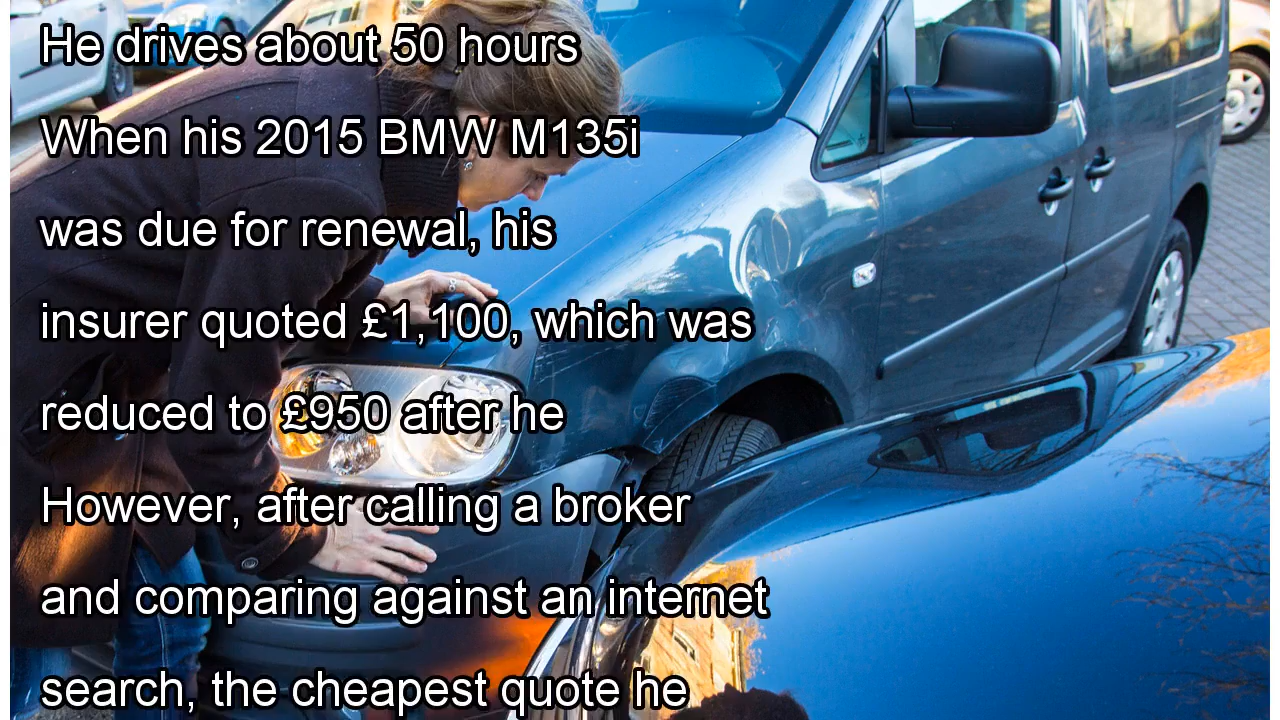 He drives about 50 hours
When his 2015 BMW M135i
was due for renewal, his
insurer quoted £1,100, which was
reduced to £950 after he
However, after calling a broker
and comparing against an internet
search, the cheapest quote he